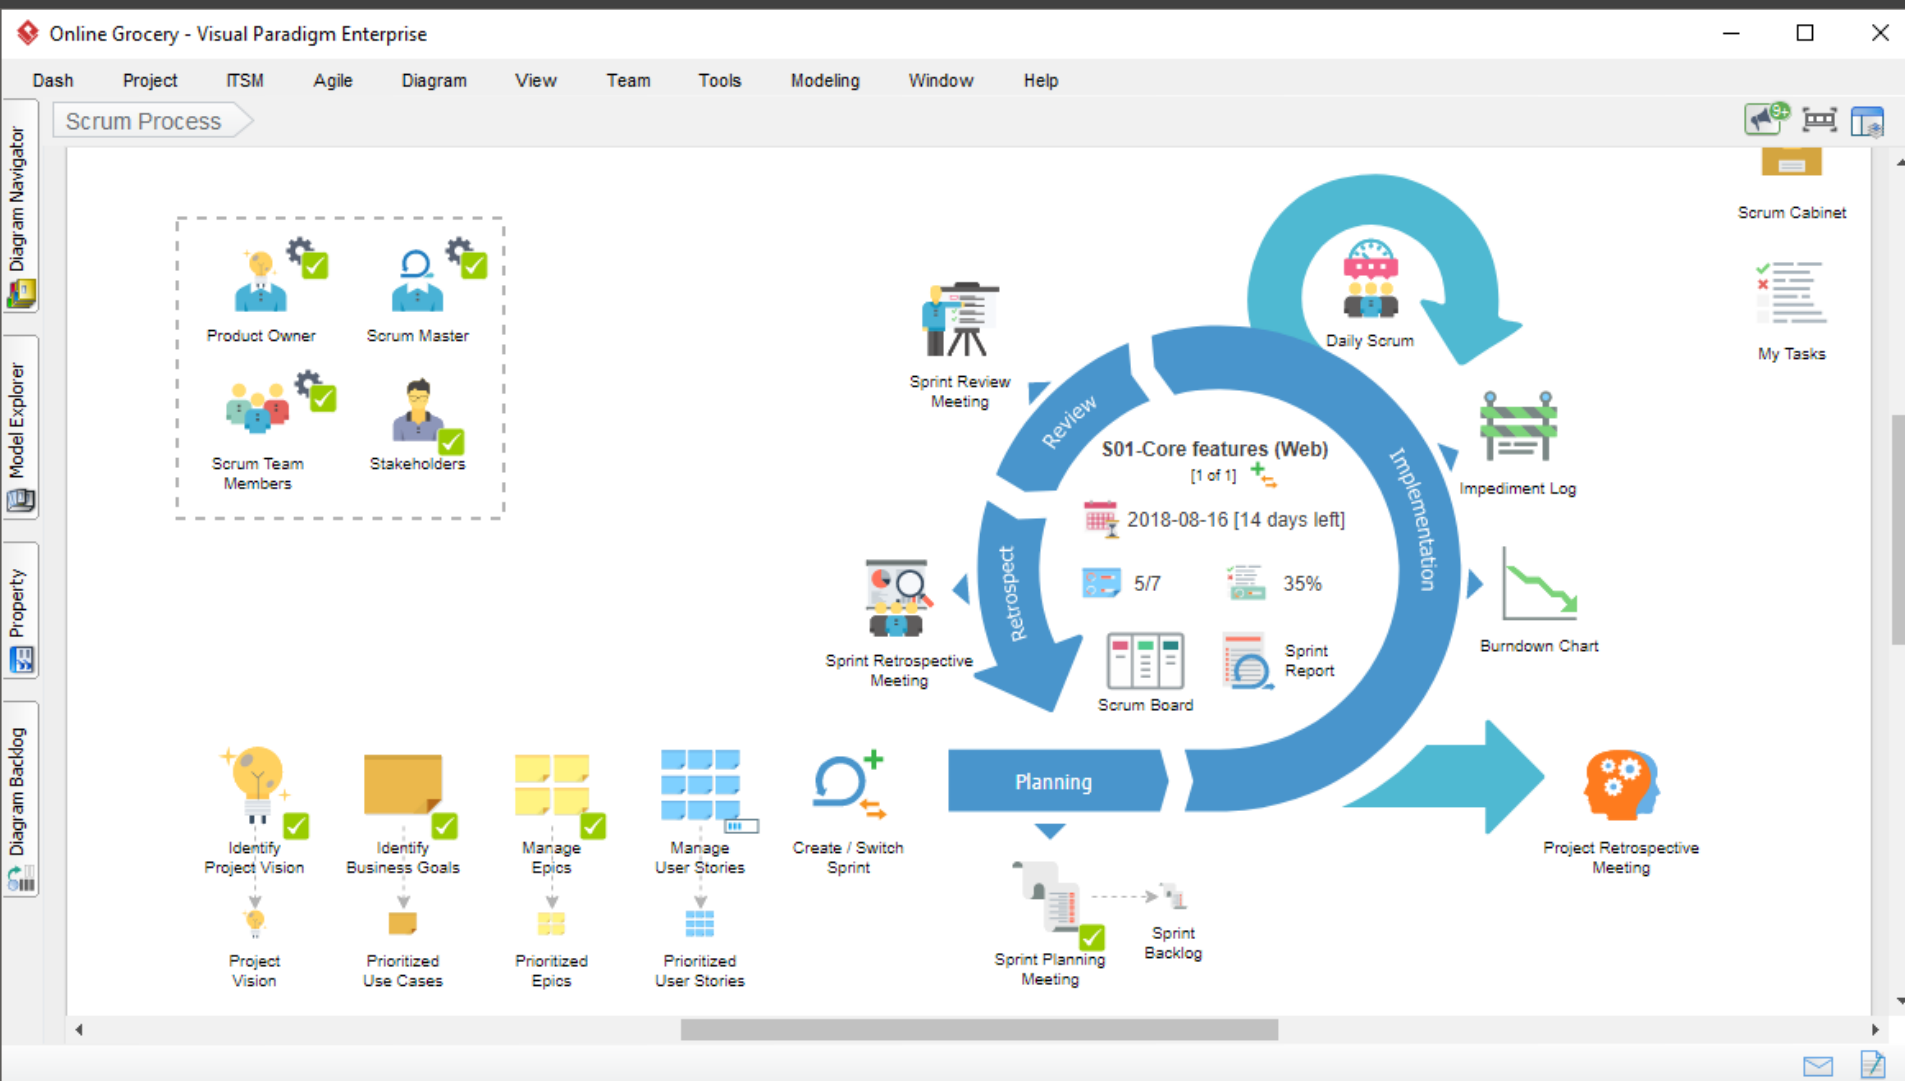 Online Grocery - Visual Paradigm Enterprise
Dash
Project
ITSM
Agile
Diagram
View
Team
Tools
Modeling
Window
Help
Scrum Process
9+
Diagram Navigator
Model Explorer
Property
Diagram Backlog
Scrum Cabinet
My Tasks
Product Owner
Scrum Master
Scrum Team
Members
Stakeholders
Daily Scrum
Sprint Review
Meeting
Review
Implementation
Retrospect
Planning
S01-Core features (Web)
[1 of 1]
2018-08-16 [14 days left]
5/7
35%
Scrum Board
Sprint
Report
Impediment Log
Burndown Chart
Sprint Retrospective
Meeting
Identify
Project Vision
Identify
Business Goals
Manage
Epics
Manage
User Stories
Create / Switch
Sprint
Project Retrospective
Meeting
Project
Vision
Prioritized
Use Cases
Prioritized
Epics
Prioritized
User Stories
Sprint Planning
Meeting
Sprint
Backlog